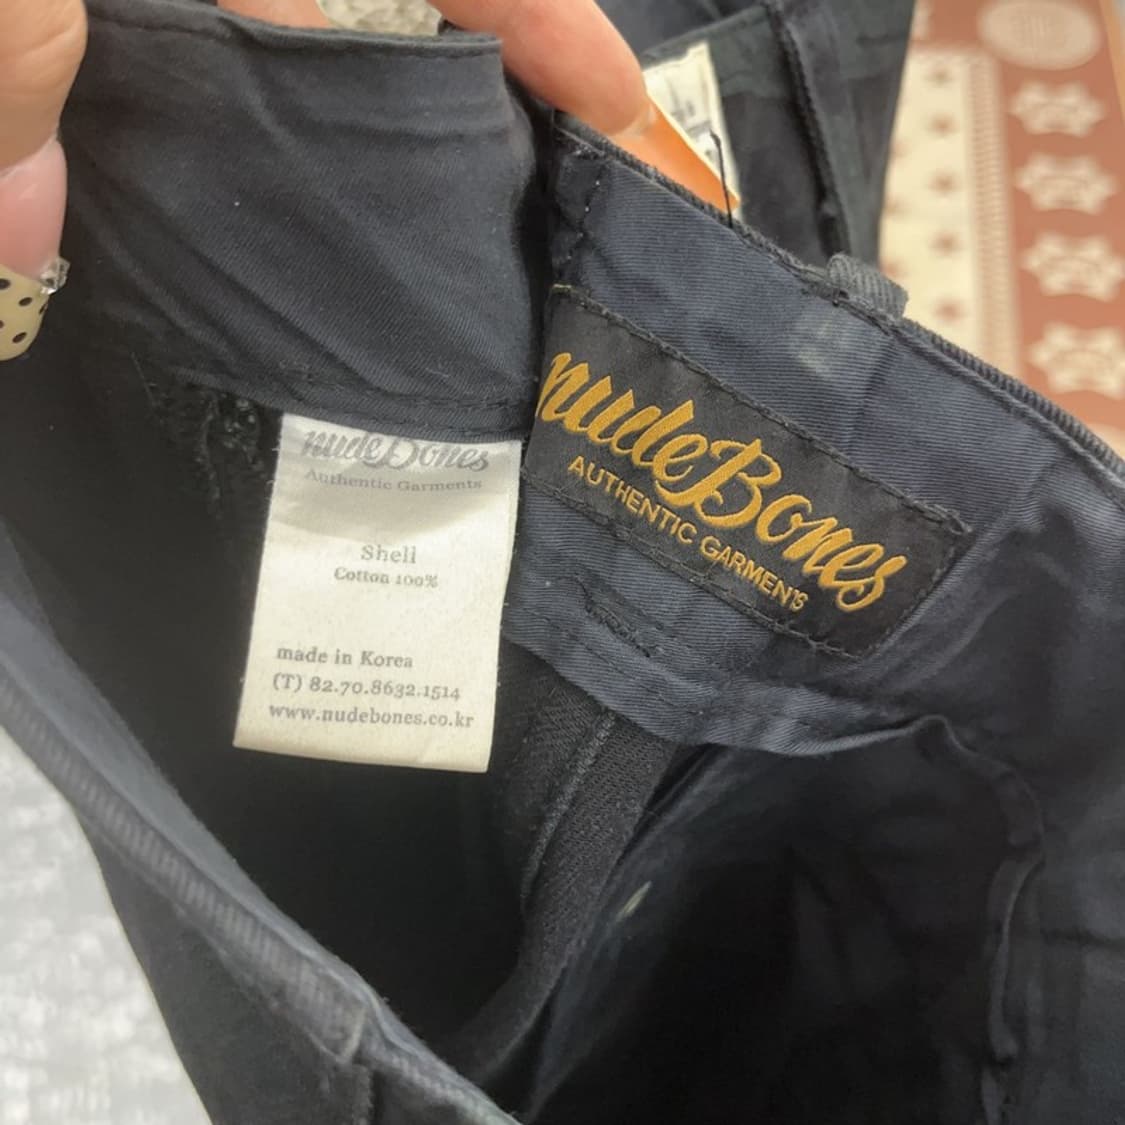 nudeBones
Authentic Garments
Shell
Cotton 100%
made in Korea
(T) 82.70.8632.1514
www.nudebones.co.kr
nudeBones
AUTHENTIC GARMEN'S